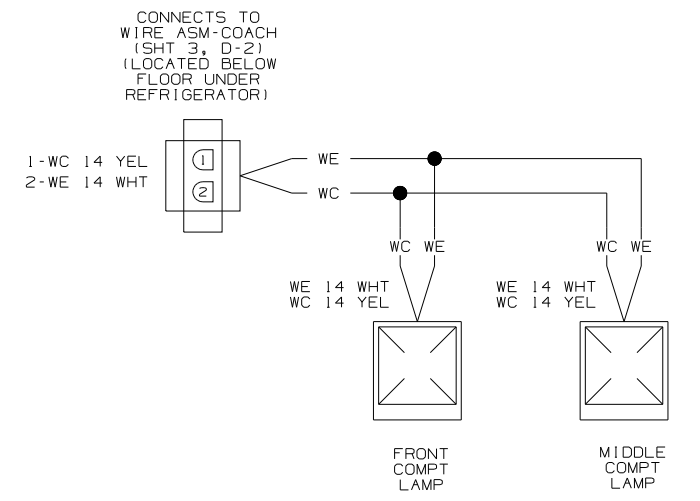 CONNECTS TO
WIRE ASM-COACH
(SHT 3, D-2)
(LOCATED BELOW
FLOOR UNDER
REFRIGERATOR)
1-WC 14 YEL
2-WE 14 WHT
1
2
WE
WC
WC WE
WC WE
WE 14 WHT
WC 14 YEL
WE 14 WHT
WC 14 YEL
FRONT
COMPT
LAMP
MIDDLE
COMPT
LAMP